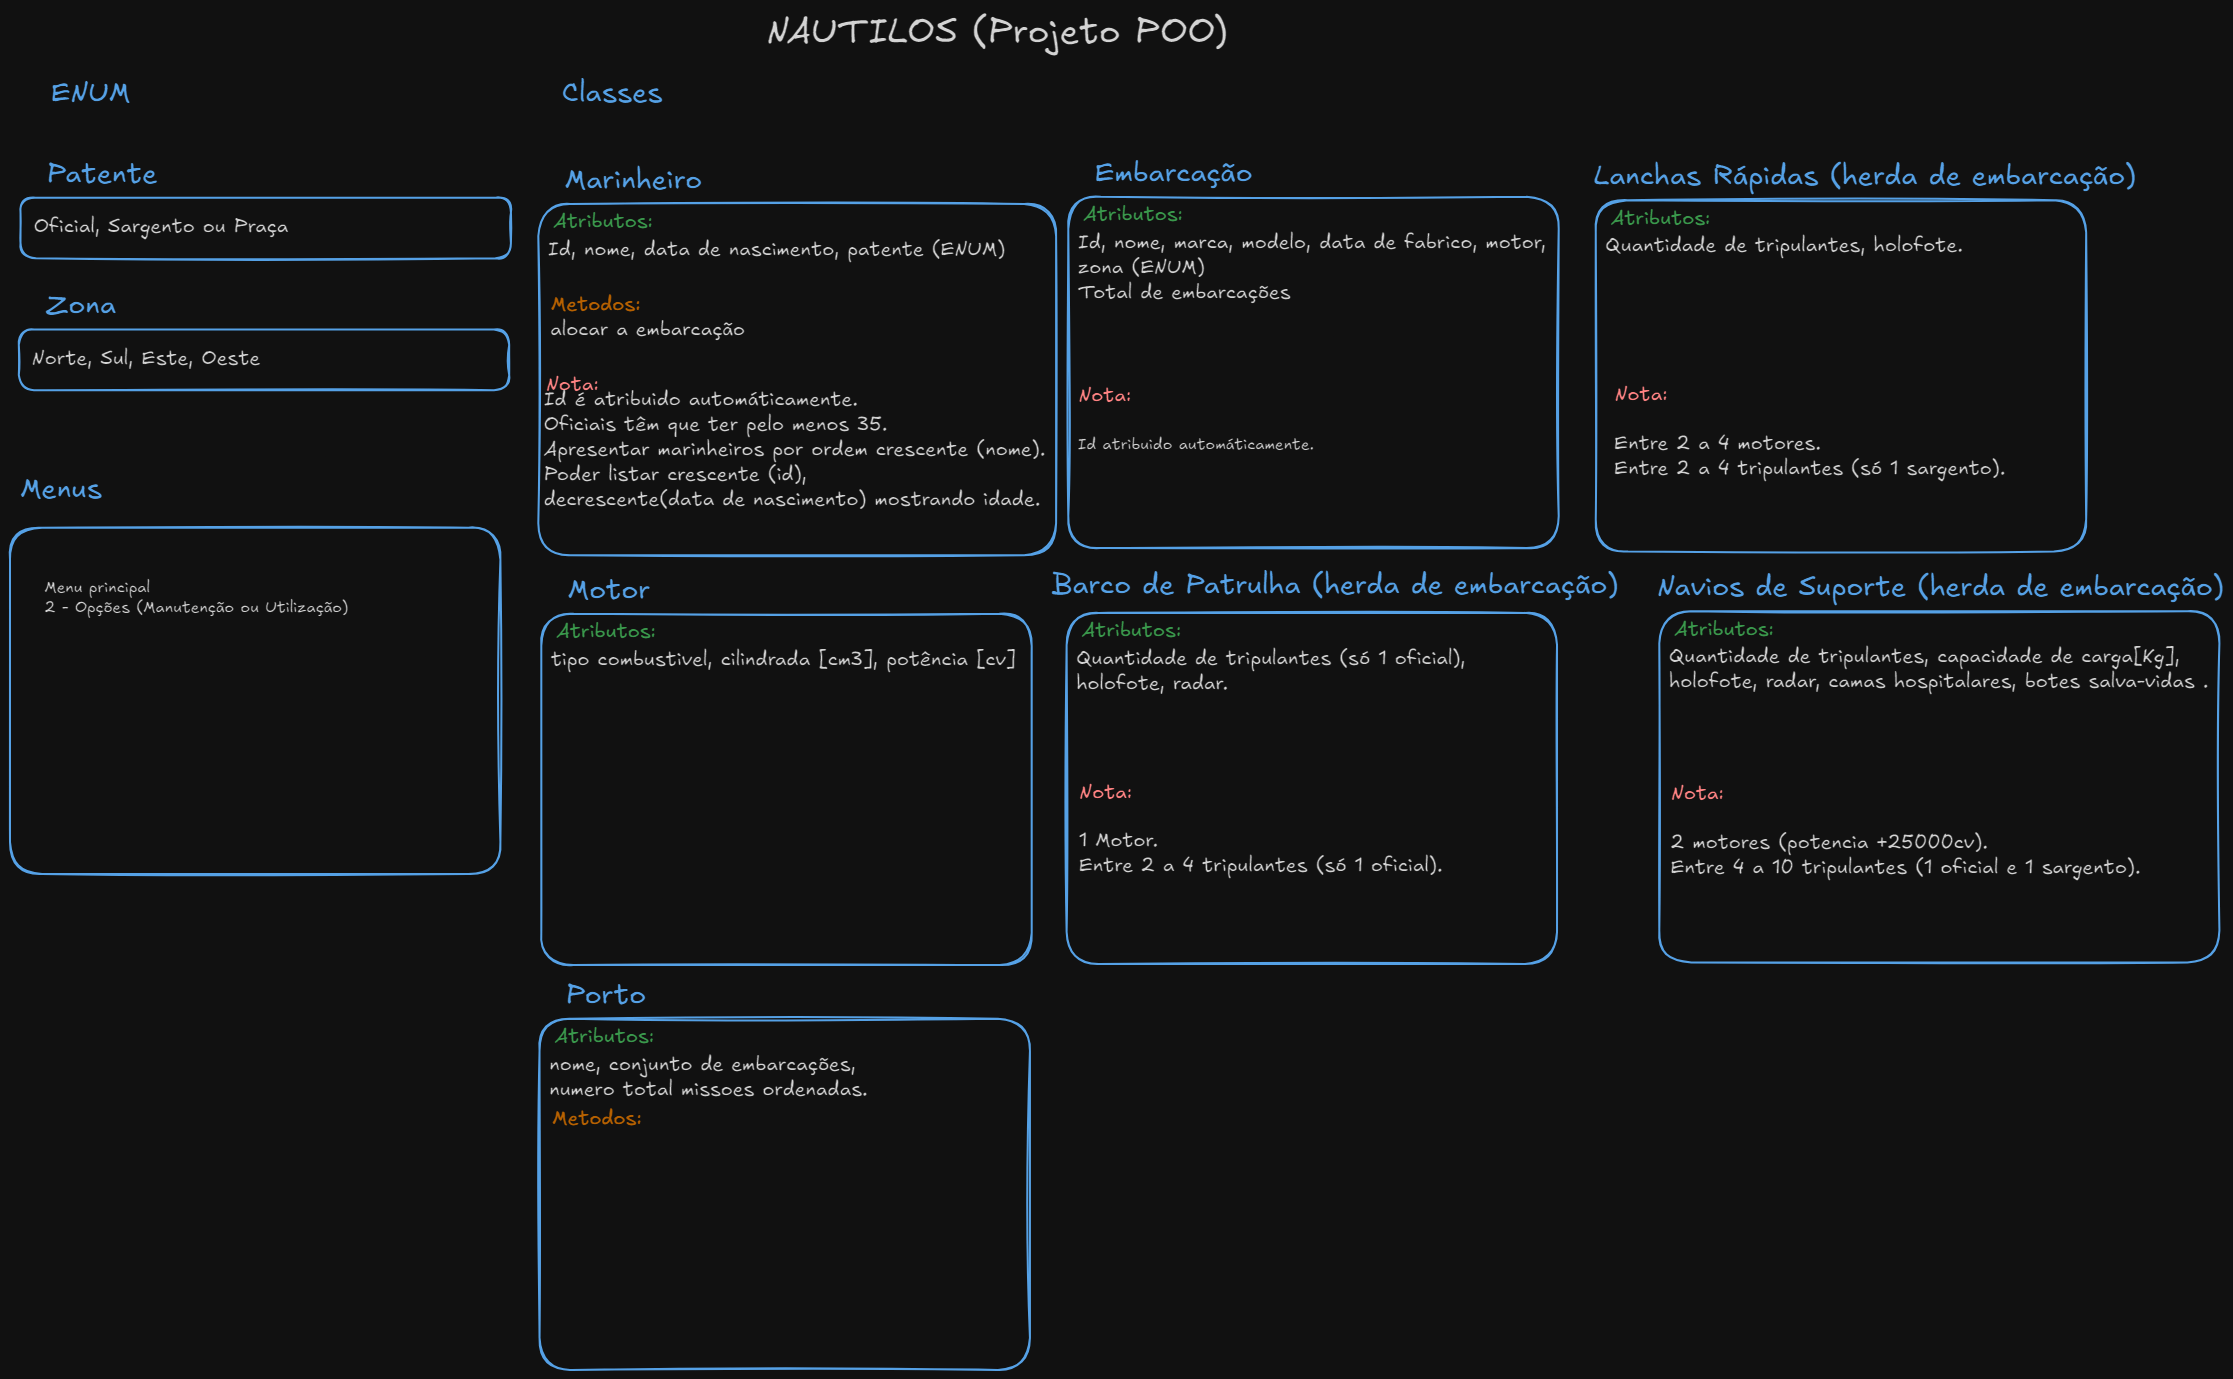 NAUTILOS (Projeto POO)
ENUM
Classes
Patente
Oficial, Sargento ou Praça
Zona
Norte, Sul, Este, Oeste
Menus
Menu principal
2 - Opções (Manutenção ou Utilização)
Marinheiro
Atributos:
Id, nome, data de nascimento, patente (ENUM)
Metodos:
alocar a embarcação
Nota:
Id é atribuido automáticamente.
Oficiais têm que ter pelo menos 35.
Apresentar marinheiros por ordem crescente (nome).
Poder listar crescente (id),
decrescente(data de nascimento) mostrando idade.
Embarcação
Atributos:
Id, nome, marca, modelo, data de fabrico, motor,
zona (ENUM)
Total de embarcações
Nota:
Id atribuido automáticamente.
Lanchas Rápidas (herda de embarcação)
Atributos:
Quantidade de tripulantes, holofote.
Nota:
Entre 2 a 4 motores.
Entre 2 a 4 tripulantes (só 1 sargento).
Motor
Atributos:
tipo combustivel, cilindrada [cm3], potência [cv]
Barco de Patrulha (herda de embarcação)
Atributos:
Quantidade de tripulantes (só 1 oficial),
holofote, radar.
Nota:
1 Motor.
Entre 2 a 4 tripulantes (só 1 oficial).
Navios de Suporte (herda de embarcação)
Atributos:
Quantidade de tripulantes, capacidade de carga[Kg],
holofote, radar, camas hospitalares, botes salva-vidas .
Nota:
2 motores (potencia +25000cv).
Entre 4 a 10 tripulantes (1 oficial e 1 sargento).
Porto
Atributos:
nome, conjunto de embarcações,
numero total missoes ordenadas.
Metodos: